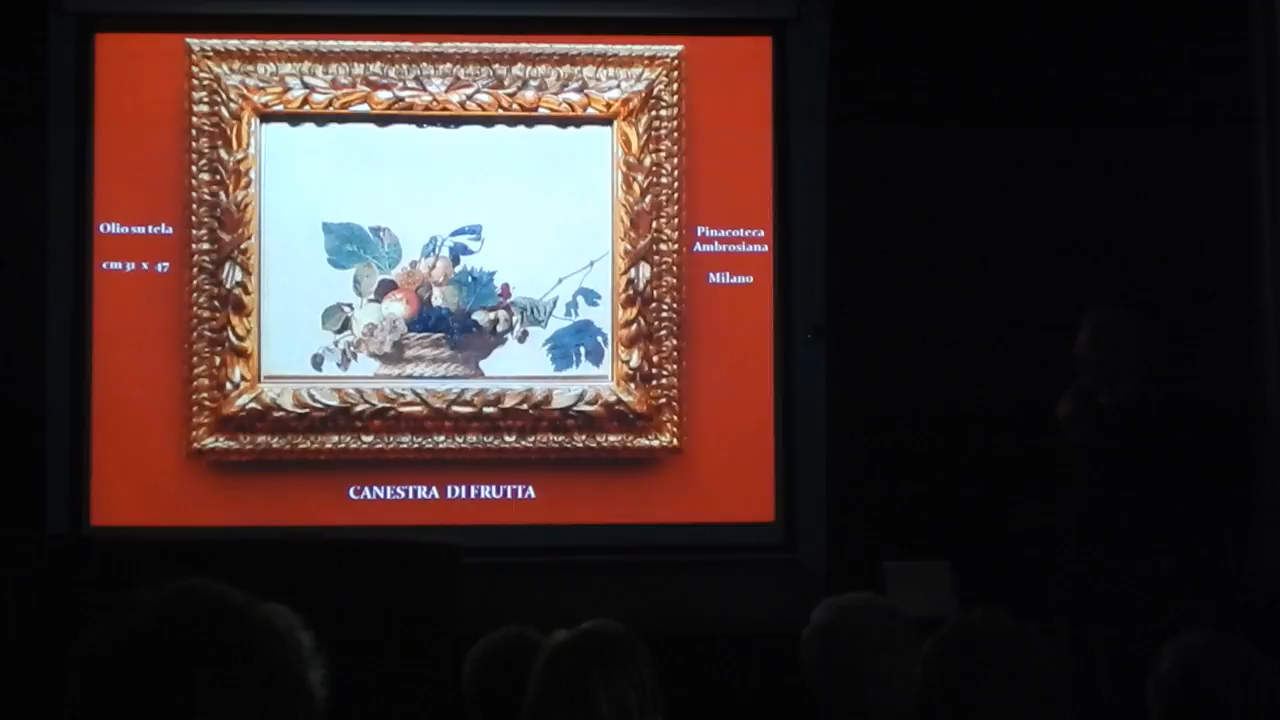 Olio su tela
cm 31 x 47
Pinacoteca
Ambrosiana
Milano
CANESTRA DI FRUTTA